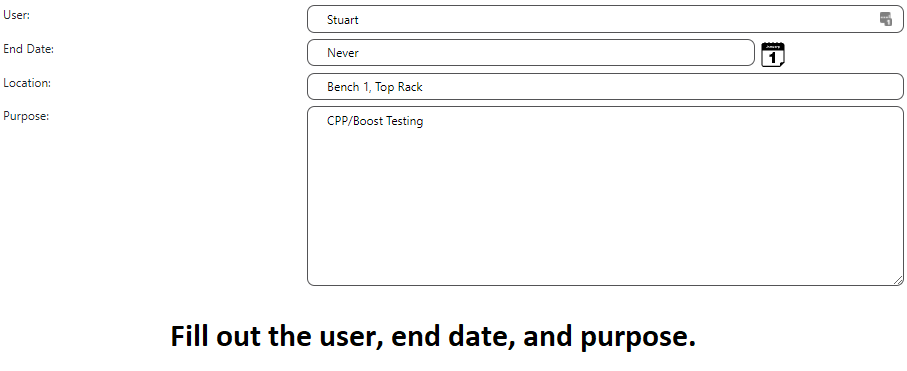 User: Stuart
End Date: Never
Location: Bench 1, Top Rack
Purpose: CPP/Boost Testing
Fill out the user, end date, and purpose.